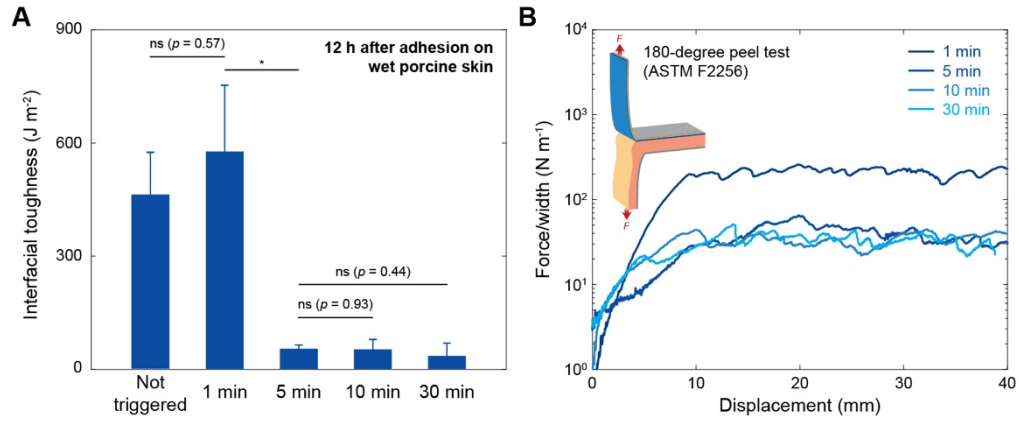 A
900
600
300
0
Interfacial toughness (J m⁻²)
12 h after adhesion on
wet porcine skin
ns (p = 0.57)
*
ns (p = 0.44)
ns (p = 0.93)
Not
triggered
1 min
5 min
10 min
30 min
B
10⁴
10³
10²
10¹
10⁰
Force/width (N m⁻¹)
F
F
180-degree peel test
(ASTM F2256)
1 min
5 min
10 min
30 min
0
10
20
30
40
Displacement (mm)